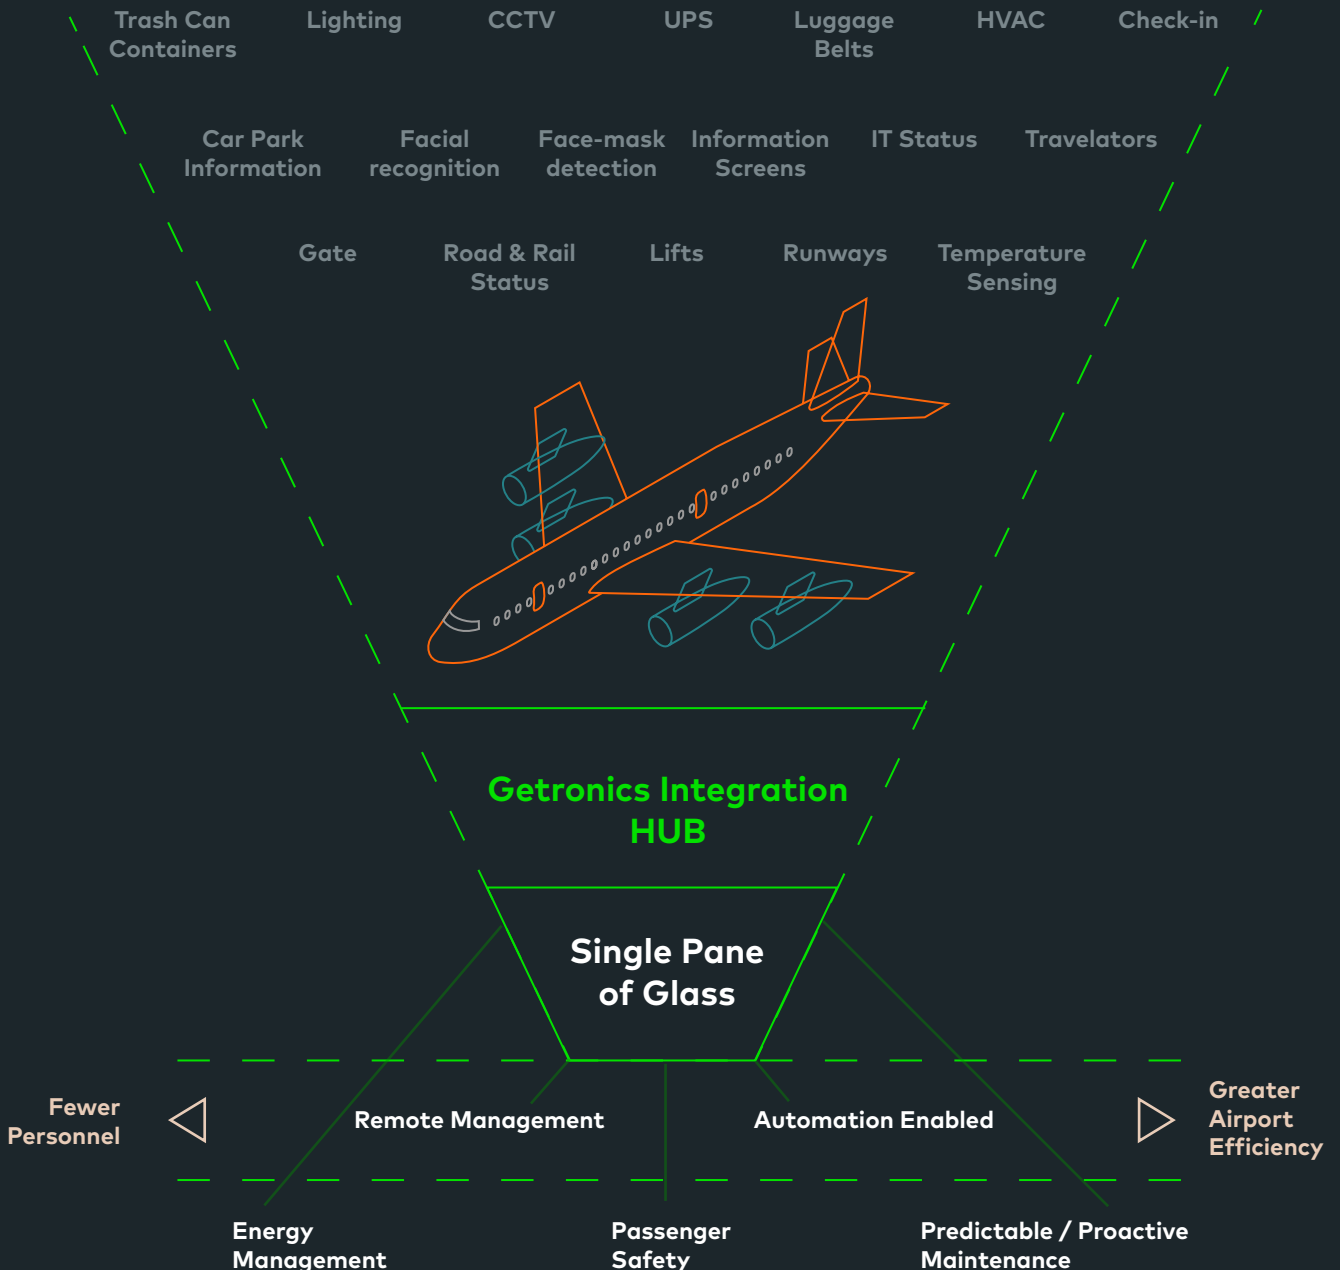 Trash Can Lighting CCTV UPS Luggage HVAC Check-in
Containers Belts
Car Park Facial Face-mask Information IT Status Travelators
Information recognition detection Screens
Gate Road & Rail Lifts Runways Temperature
Status Sensing
Getronics Integration
HUB
Single Pane
of Glass
Fewer
Personnel
Remote Management Automation Enabled
Greater
Airport
Efficiency
Energy
Management
Passenger
Safety
Predictable / Proactive
Maintenance